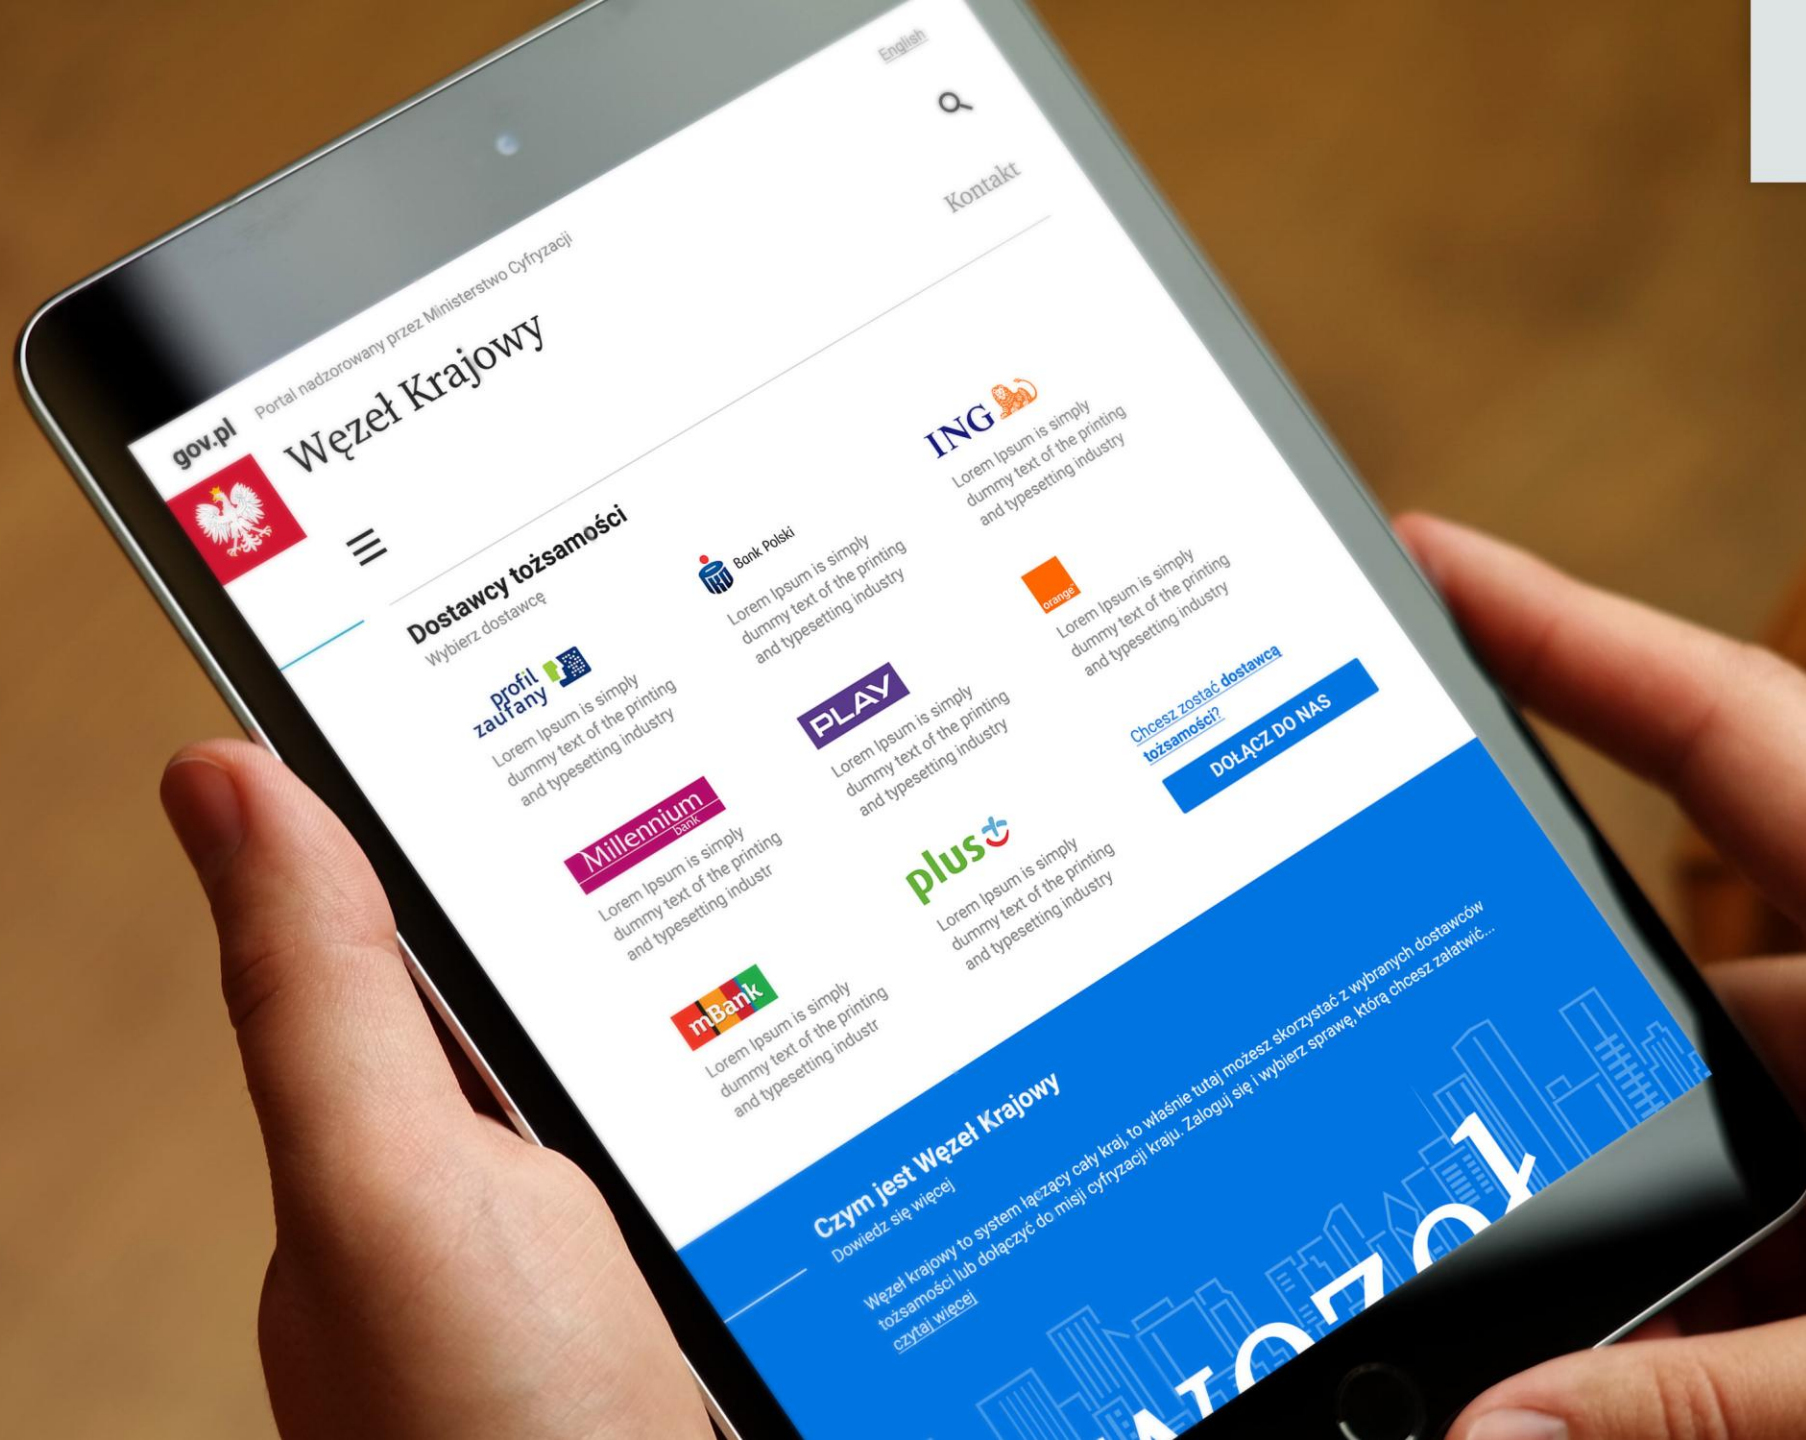 English
gov.pl Portal nadzorowany przez Ministerstwo Cyfryzacji
Węzeł Krajowy
Kontakt
Dostawcy tożsamości
Wybierz dostawcę
profil
zaufany
Lorem Ipsum is simply
dummy text of the printing
and typesetting industry
Bank Polski
Lorem Ipsum is simply
dummy text of the printing
and typesetting industry
ING
Lorem Ipsum is simply
dummy text of the printing
and typesetting industry
Millennium
bank
Lorem Ipsum is simply
dummy text of the printing
and typesetting industr
PLAY
Lorem Ipsum is simply
dummy text of the printing
and typesetting industry
orange
Lorem Ipsum is simply
dummy text of the printing
and typesetting industry
mBank
Lorem Ipsum is simply
dummy text of the printing
and typesetting industr
plus
Lorem Ipsum is simply
dummy text of the printing
and typesetting industry
Chcesz zostać dostawcą
tożsamości?
DOŁĄCZ DO NAS
Czym jest Węzeł Krajowy
Dowiedz się więcej
Węzeł krajowy to system łączący cały kraj, to właśnie tutaj możesz skorzystać z wybranych dostawców
tożsamości lub dołączyć do misji cyfryzacji kraju. Zaloguj się i wybierz sprawę, którą chcesz załatwić...
czytaj więcej